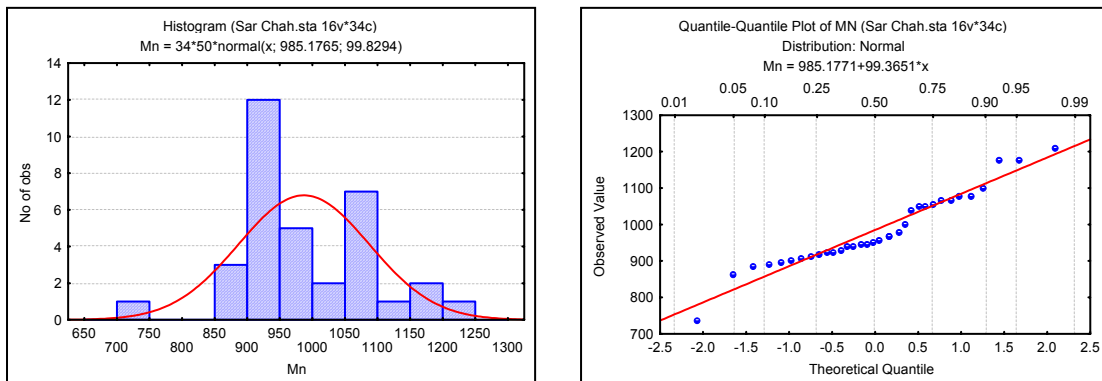 Histogram (Sar Chah.sta 16v*34c)
Mn = 34*50*normal(x; 985.1765; 99.8294)
14
12
10
8
6
4
2
0
No of obs
650 750 850 950 1050 1150 1250
700 800 900 1000 1100 1200 1300
Mn
Quantile-Quantile Plot of MN (Sar Chah.sta 16v*34c)
Distribution: Normal
Mn = 985.1771+99.3651*x
0.01 0.05 0.10 0.25 0.50 0.75 0.90 0.95 0.99
1300
1200
1100
1000
900
800
700
Observed Value
-2.5 -2.0 -1.5 -1.0 -0.5 0.0 0.5 1.0 1.5 2.0 2.5
Theoretical Quantile